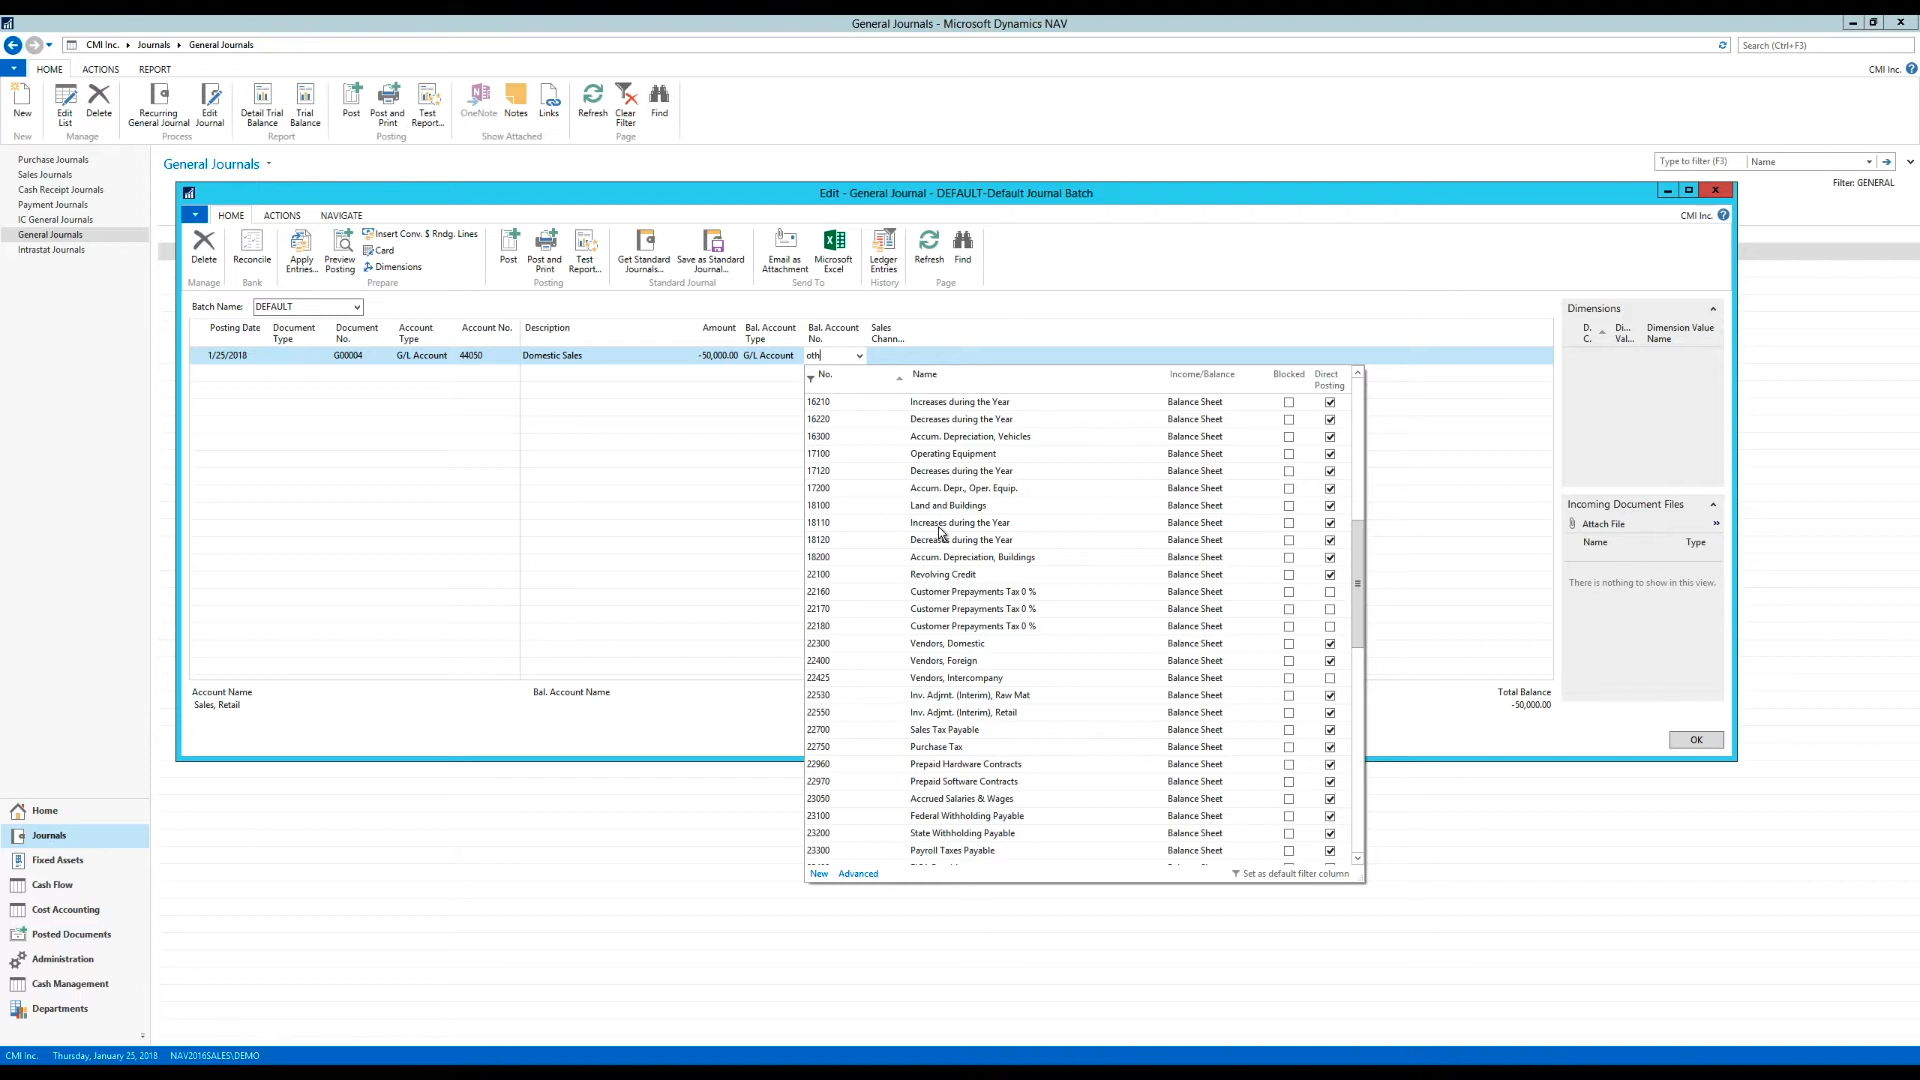 General Journals - Microsoft Dynamics NAV
CMI Inc. Journals General Journals
Search (Ctrl+F3)
HOME ACTIONS REPORT
CMI Inc.
New
Edit List
Delete
Recurring General Journal
Edit Journal
Detail Trial Balance
Trial Balance
Post
Post and Print
Test Report...
OneNote
Notes
Links
Refresh
Clear Filter
Find
New Manage Process Report Posting Show Attached Page
Purchase Journals
Sales Journals
Cash Receipt Journals
Payment Journals
IC General Journals
General Journals
Intrastat Journals
General Journals
Type to filter (F3) Name
Filter: GENERAL
Edit - General Journal - DEFAULT-Default Journal Batch
HOME ACTIONS NAVIGATE
CMI Inc.
Delete
Reconcile
Apply Entries...
Preview Posting
Insert Conv. $ Rndg. Lines
Card
Dimensions
Post
Post and Print
Test Report...
Get Standard Journals...
Save as Standard Journal...
Email as Attachment
Microsoft Excel
Ledger Entries
Refresh
Find
Manage Bank Prepare Posting Standard Journal Send To History Page
Batch Name: DEFAULT
Posting Date Document Type Document No. Account Type Account No. Description Amount Bal. Account Type Bal. Account No. Sales Chann...
1/25/2018 G00004 G/L Account 44050 Domestic Sales -50,000.00 G/L Account oth
No. Name Income/Balance Blocked Direct Posting
16210 Increases during the Year Balance Sheet
16220 Decreases during the Year Balance Sheet
16300 Accum. Depreciation, Vehicles Balance Sheet
17100 Operating Equipment Balance Sheet
17120 Decreases during the Year Balance Sheet
17200 Accum. Depr., Oper. Equip. Balance Sheet
18100 Land and Buildings Balance Sheet
18110 Increases during the Year Balance Sheet
18120 Decreases during the Year Balance Sheet
18200 Accum. Depreciation, Buildings Balance Sheet
22100 Revolving Credit Balance Sheet
22160 Customer Prepayments Tax 0 % Balance Sheet
22170 Customer Prepayments Tax 0 % Balance Sheet
22180 Customer Prepayments Tax 0 % Balance Sheet
22300 Vendors, Domestic Balance Sheet
22400 Vendors, Foreign Balance Sheet
22425 Vendors, Intercompany Balance Sheet
22530 Inv. Adjmt. (Interim), Raw Mat Balance Sheet
22550 Inv. Adjmt. (Interim), Retail Balance Sheet
22700 Sales Tax Payable Balance Sheet
22750 Purchase Tax Balance Sheet
22960 Prepaid Hardware Contracts Balance Sheet
22970 Prepaid Software Contracts Balance Sheet
23050 Accrued Salaries & Wages Balance Sheet
23100 Federal Withholding Payable Balance Sheet
23200 State Withholding Payable Balance Sheet
23300 Payroll Taxes Payable Balance Sheet
New Advanced Set as default filter column
Account Name
Sales, Retail
Bal. Account Name
Total Balance
-50,000.00
OK
Dimensions
D. C. Di... Val... Dimension Value Name
Incoming Document Files
Attach File »
Name Type
There is nothing to show in this view.
Home
Journals
Fixed Assets
Cash Flow
Cost Accounting
Posted Documents
Administration
Cash Management
Departments
CMI Inc. Thursday, January 25, 2018 NAV2016SALES\DEMO